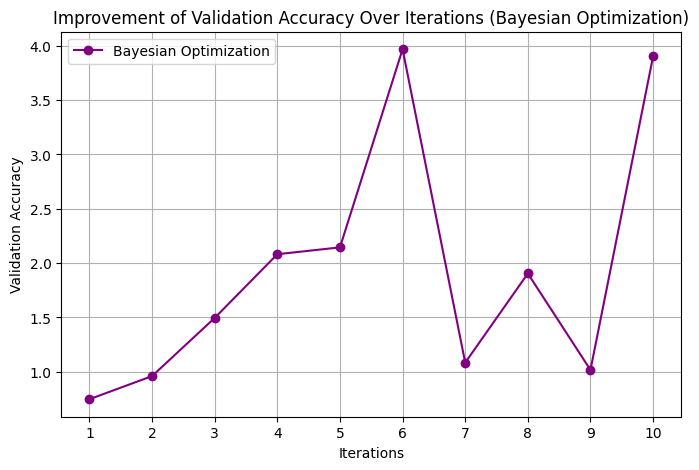 Improvement of Validation Accuracy Over Iterations (Bayesian Optimization)
Bayesian Optimization
Validation Accuracy
4.0
3.5
3.0
2.5
2.0
1.5
1.0
1 2 3 4 5 6 7 8 9 10
Iterations